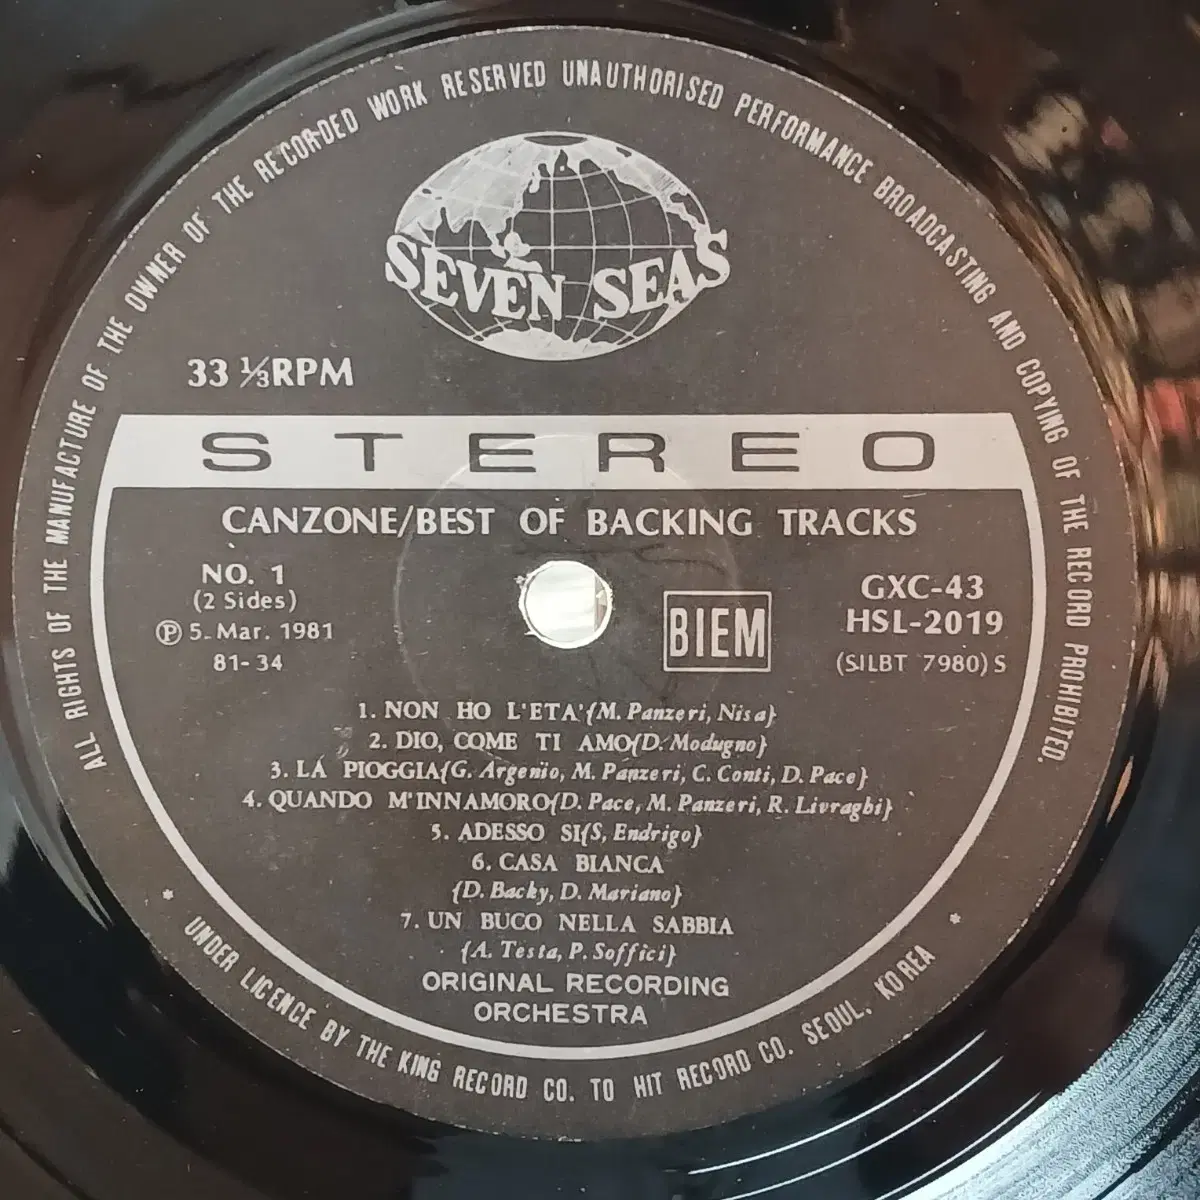 ALL RIGHTS OF THE MANUFACTURE OF THE OWNER OF THE RECORDED WORK RESERVED UNAUTHORISED PERFORMANCE BROADCASTING AND COPYING OF THE RECORD PROHIBITED.
SEVEN SEAS
33 ⅓RPM
STEREO
CANZONE/BEST OF BACKING TRACKS
NO. 1
(2 Sides)
Ⓟ 5. Mar. 1981
81-34
BIEM
GXC-43
HSL-2019
(SILBT 7980) S
1. NON HO L'ETA'{M. Panzeri, Nisa}
2. DIO, COME TI AMO{D. Modugno}
3. LA PIOGGIA{G. Argenio, M. Panzeri, C. Conti, D. Pace}
4. QUANDO M'INNAMORO{D. Pace, M. Panzeri, R. Livraghi}
5. ADESSO SI{S, Endrigo}
6. CASA BIANCA
{D. Backy, D. Mariano}
7. UN BUCO NELLA SABBIA
{A. Testa, P. Soffici}
ORIGINAL RECORDING
ORCHESTRA
* UNDER LICENCE BY THE KING RECORD CO. TO HIT RECORD CO. SEOUL, KOREA *